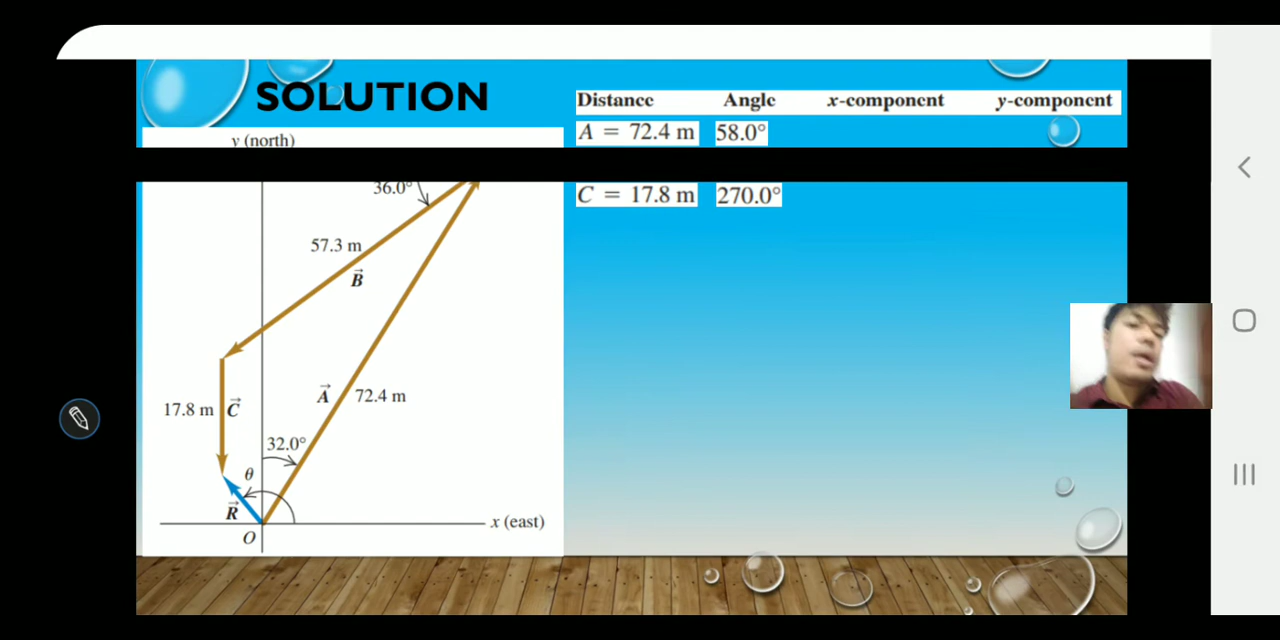 SOLUTION
Distance Angle x-component y-component
A = 72.4 m 58.0°
C = 17.8 m 270.0°
y (north)
36.0°
57.3 m
B
A 72.4 m
17.8 m C
32.0°
θ
R
x (east)
O